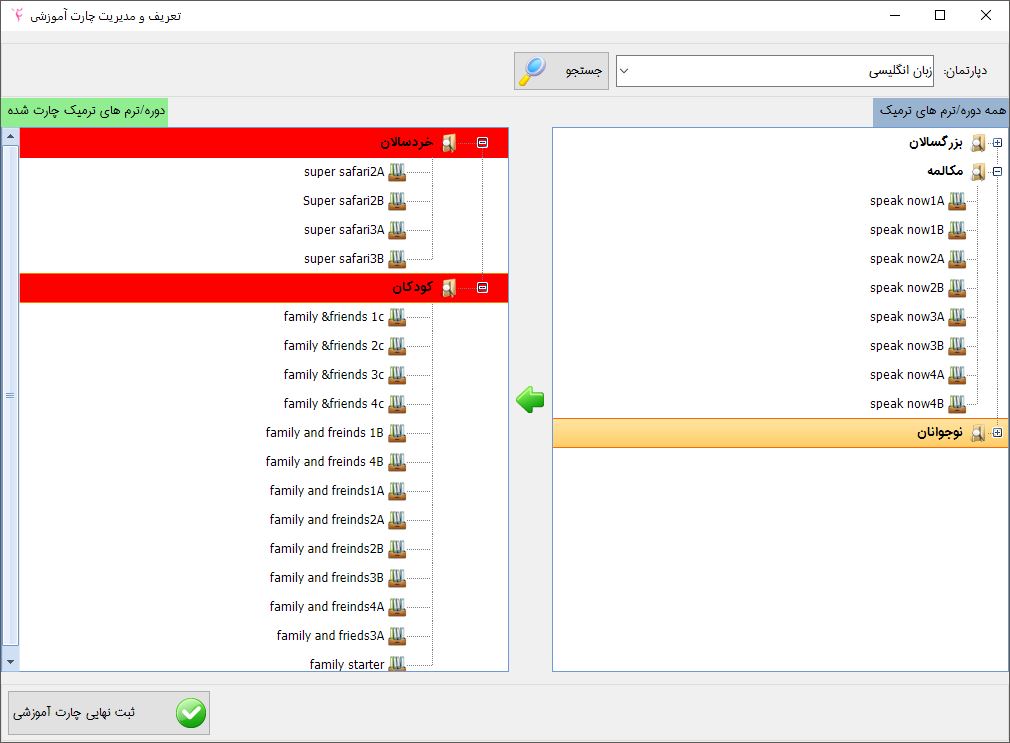 تعریف و مدیریت چارت آموزشی
دپارتمان:
زبان انگلیسی
جستجو
همه دوره/ترم های ترمیک
بزرگسالان
مکالمه
speak now1A
speak now1B
speak now2A
speak now2B
speak now3A
speak now3B
speak now4A
speak now4B
نوجوانان
دوره/ترم های ترمیک چارت شده
خردسالان
super safari2A
Super safari2B
super safari3A
super safari3B
کودکان
family &friends 1c
family &friends 2c
family &friends 3c
family &friends 4c
family and freinds 1B
family and freinds 4B
family and freinds1A
family and freinds2A
family and freinds2B
family and freinds3B
family and freinds4A
family and frieds3A
family starter
ثبت نهایی چارت آموزشی